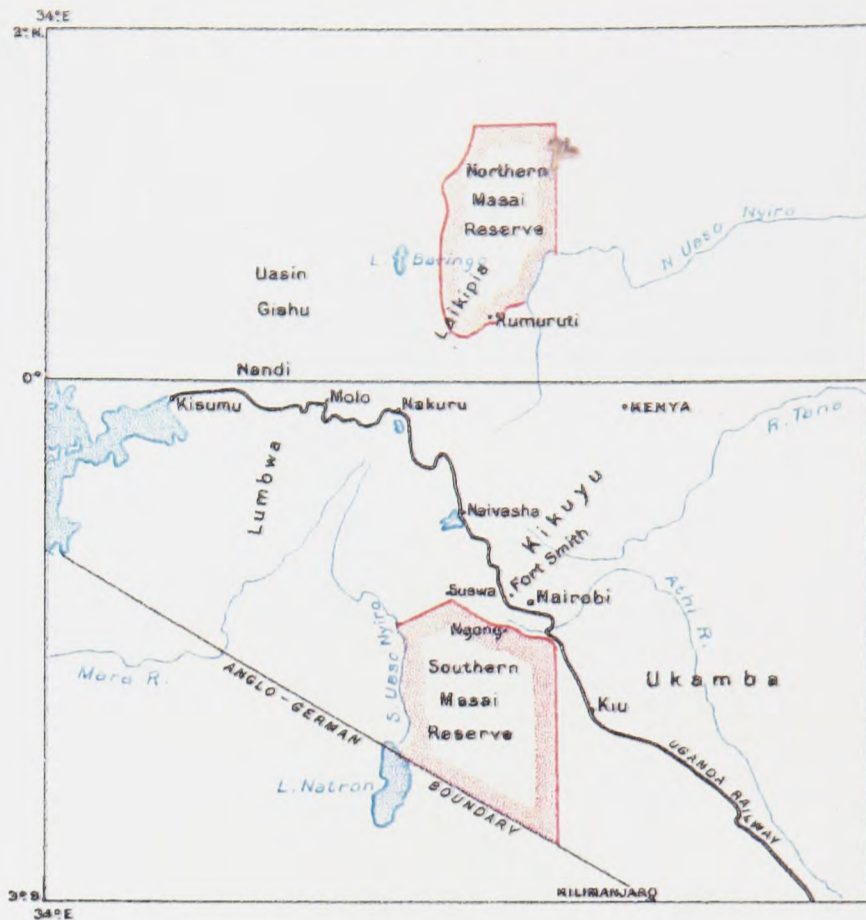 34°E
2°N.
Northern
Masai
Reserve
N. Uaso Nyiro
L. Baringo
Uasin
Gishu
Laikipia
Rumuruti
Nandi
0°
Kisumu
Molo
Nakuru
KENYA
R. Tana
Lumbwa
Naivasha
Kikuyu
Fort Smith
Suswa
Nairobi
Athi R.
Ngong
S. Uaso Nyiro
Southern
Masai
Reserve
Ukamba
Mara R.
ANGLO-GERMAN
BOUNDARY
Kiu
L. Natron
UGANDA RAILWAY
KILIMANJARO
3°S
34°E